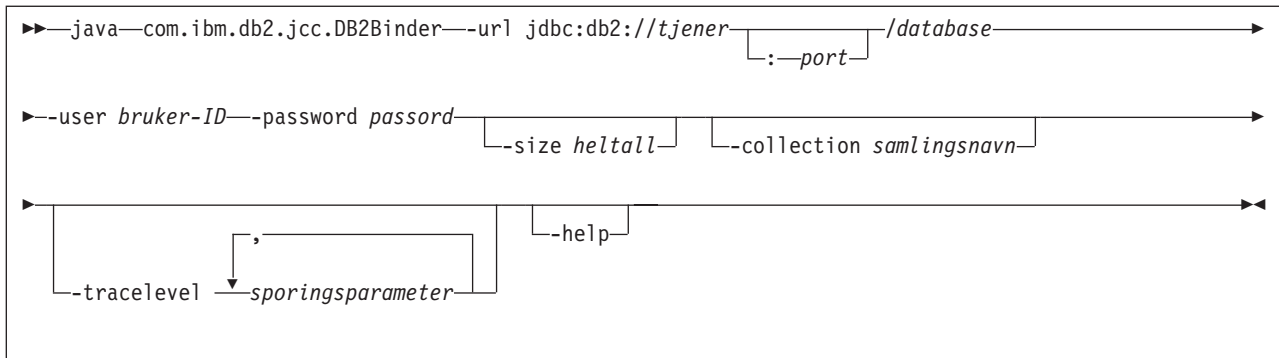 java com.ibm.db2.jcc.DB2Binder -url jdbc:db2://tjener /database
: port
-user bruker-ID -password passord
-size heltall -collection samlingsnavn
-help
,
-tracelevel sporingsparameter